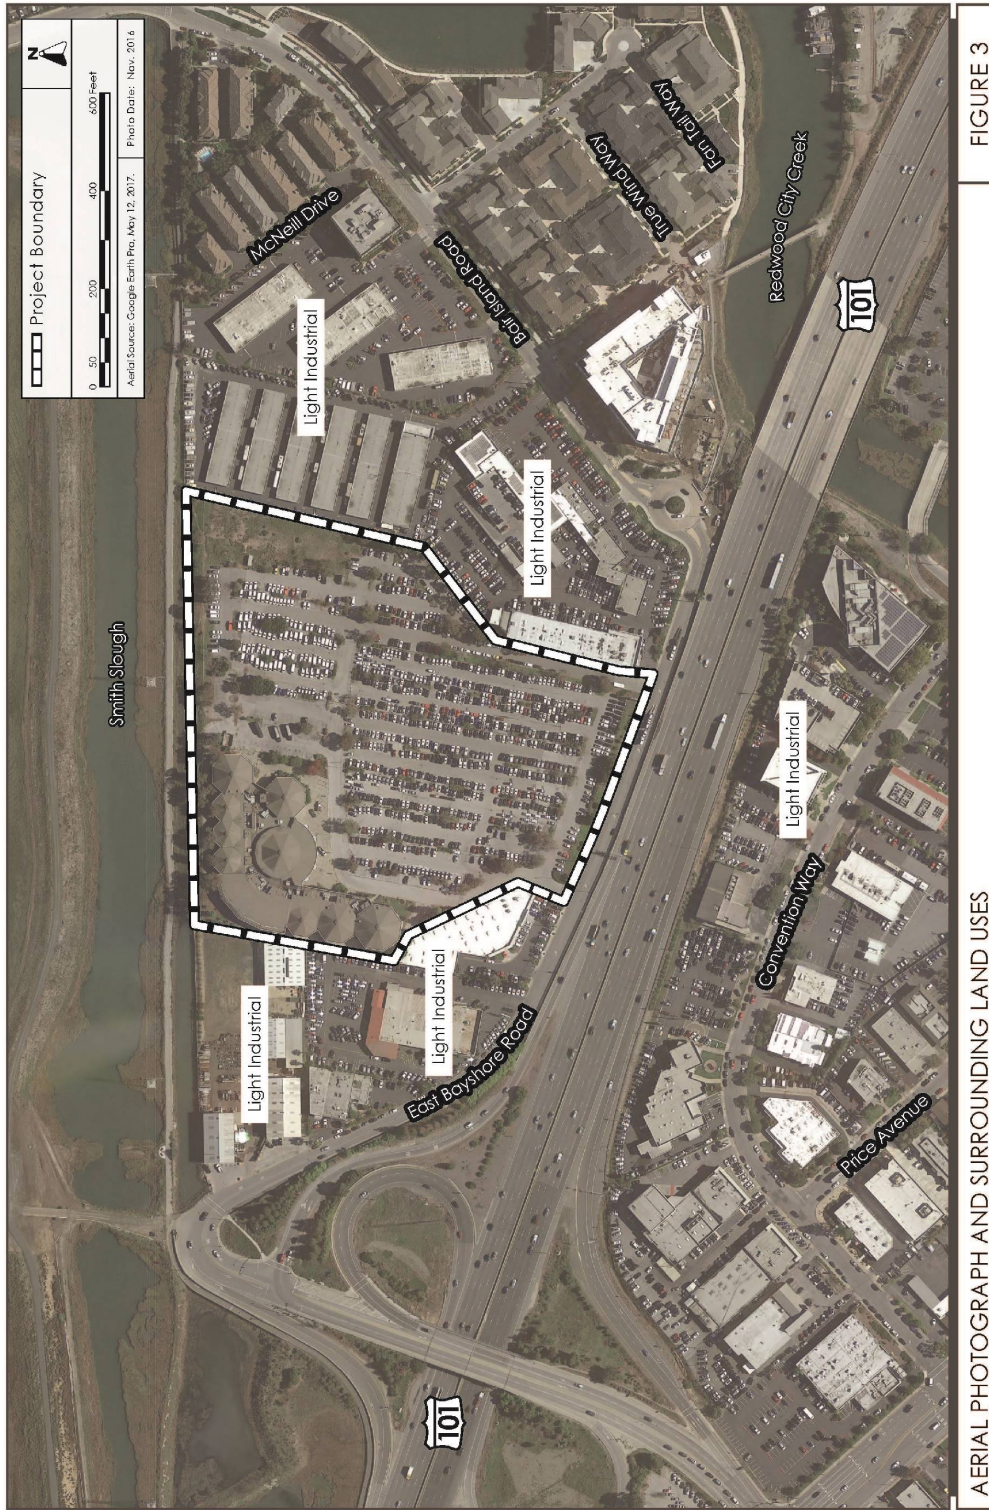 N
Project Boundary
0 50 200 400 600 Feet
Aerial Source: Google Earth Pro, May 12, 2017.
Photo Date: Nov. 2016
Smith Slough
McNeill Drive
Bair Island Road
True Wind Way
Fan Tail Way
Redwood City Creek
Light Industrial
Light Industrial
Light Industrial
Light Industrial
Light Industrial
East Bayshore Road
Convention Way
Price Avenue
101
101
AERIAL PHOTOGRAPH AND SURROUNDING LAND USES
FIGURE 3